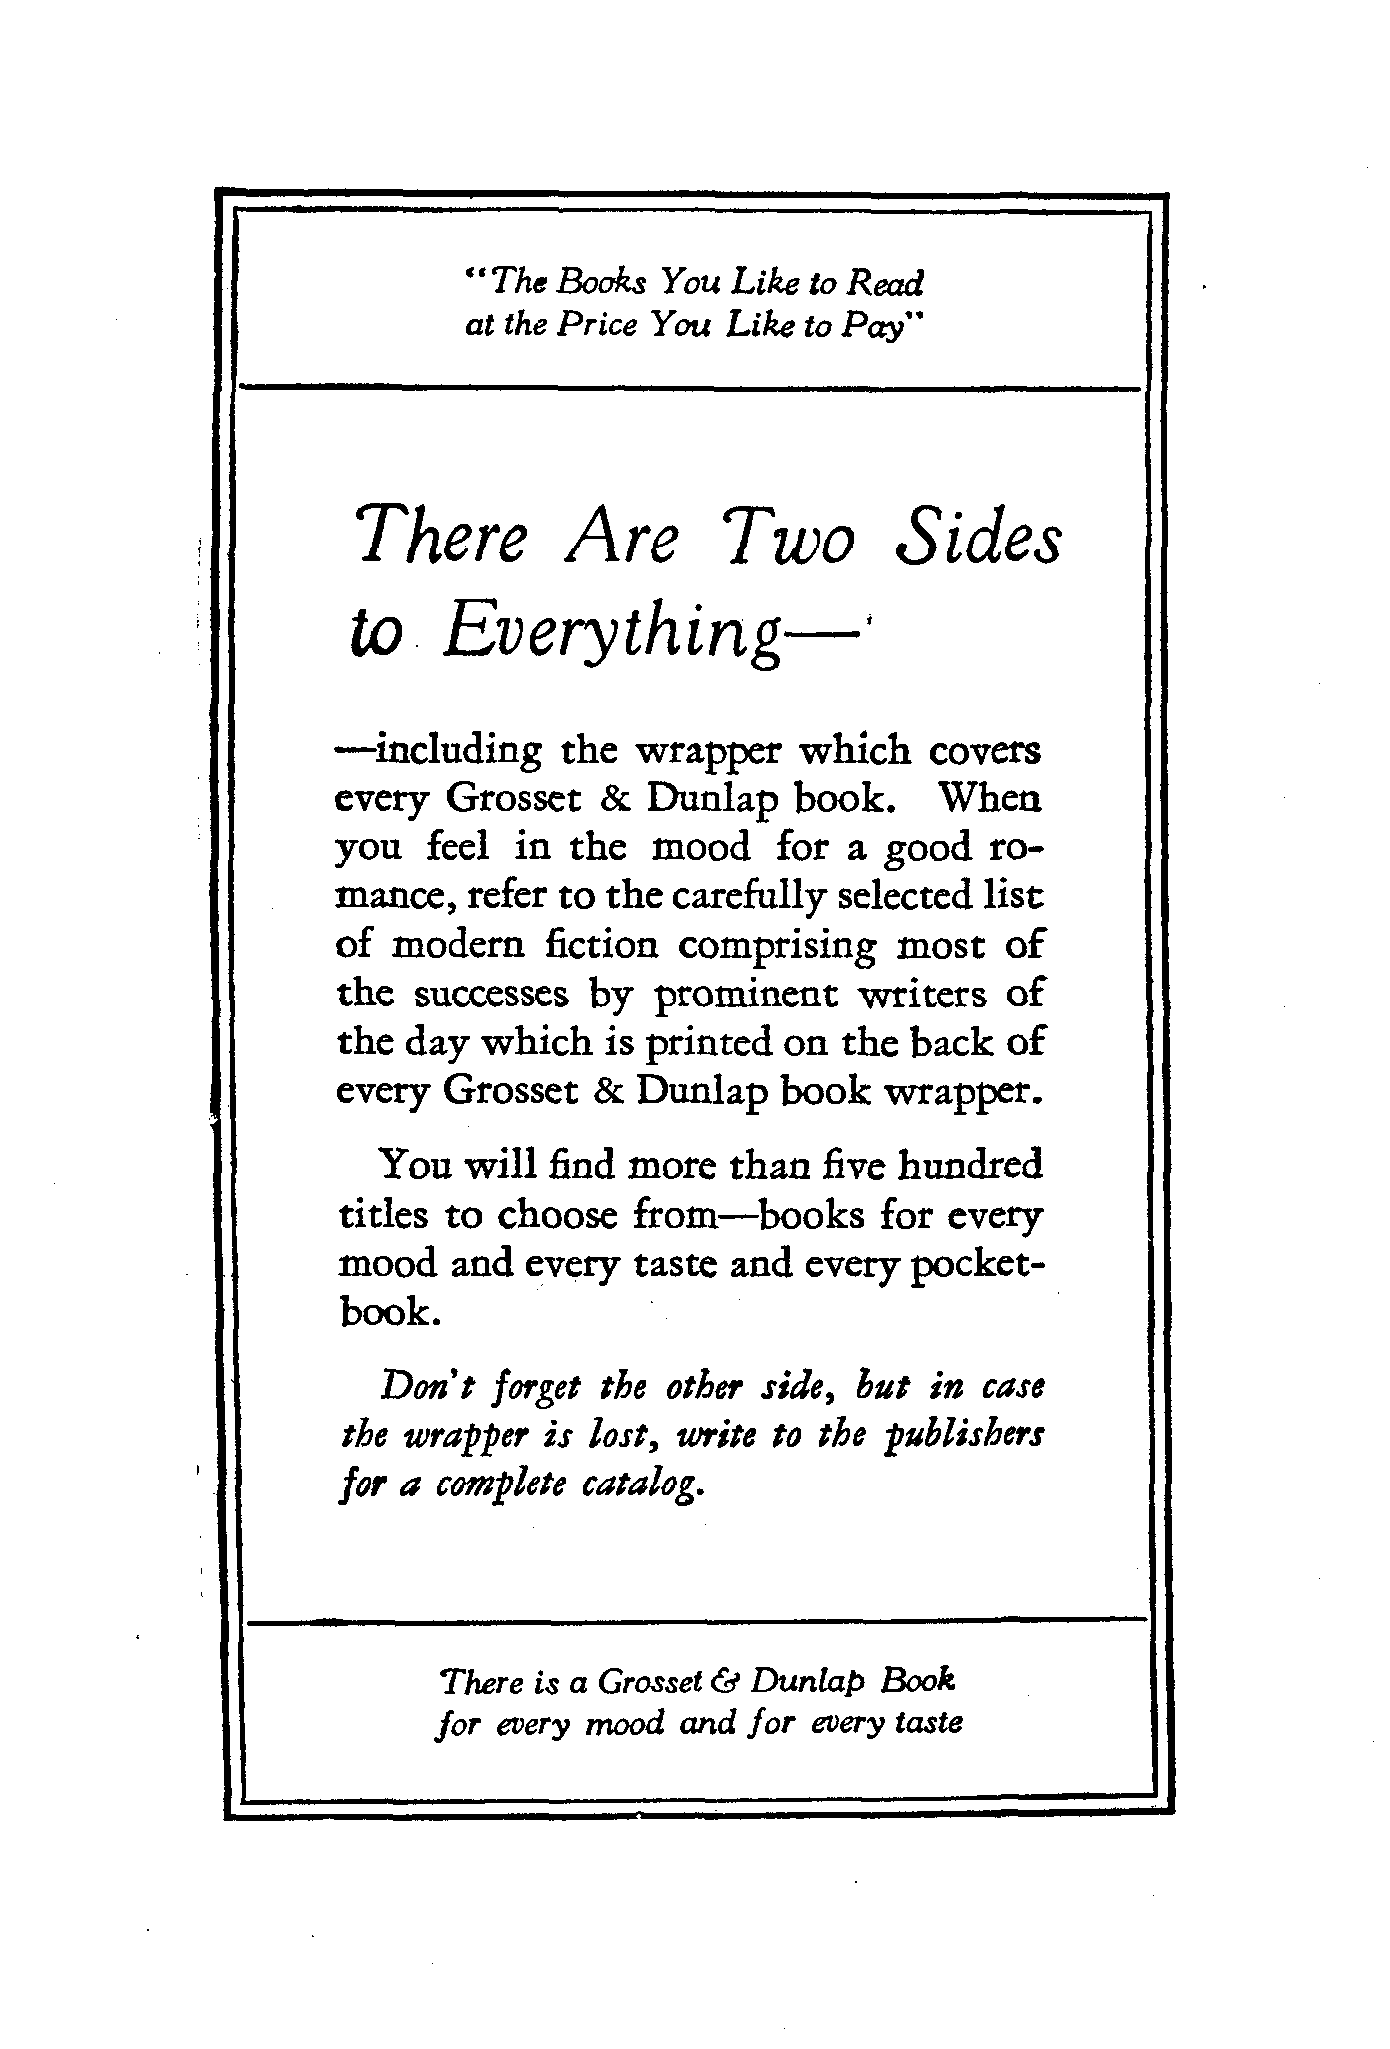 "The Books You Like to Read
at the Price You Like to Pay"
There Are Two Sides
to Everything—
—including the wrapper which covers
every Grosset & Dunlap book. When
you feel in the mood for a good ro-
mance, refer to the carefully selected list
of modern fiction comprising most of
the successes by prominent writers of
the day which is printed on the back of
every Grosset & Dunlap book wrapper.
You will find more than five hundred
titles to choose from—books for every
mood and every taste and every pocket-
book.
Don't forget the other side, but in case
the wrapper is lost, write to the publishers
for a complete catalog.
There is a Grosset & Dunlap Book
for every mood and for every taste